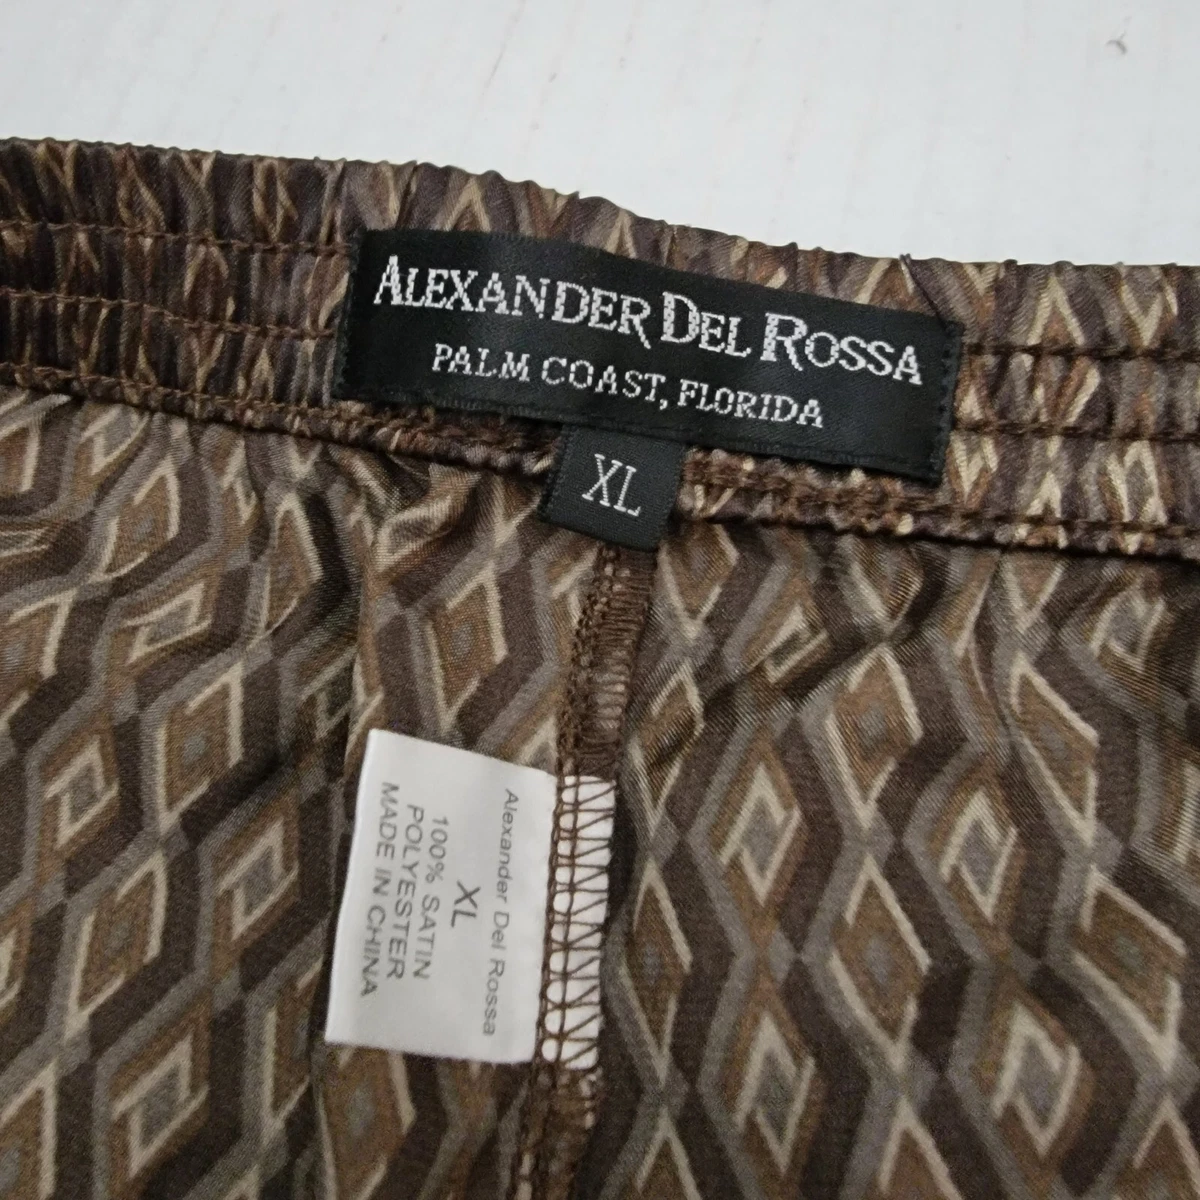 ALEXANDER DEL ROSSA
PALM COAST, FLORIDA
XL
Alexander Del Rossa
XL
100% SATIN
POLYESTER
MADE IN CHINA